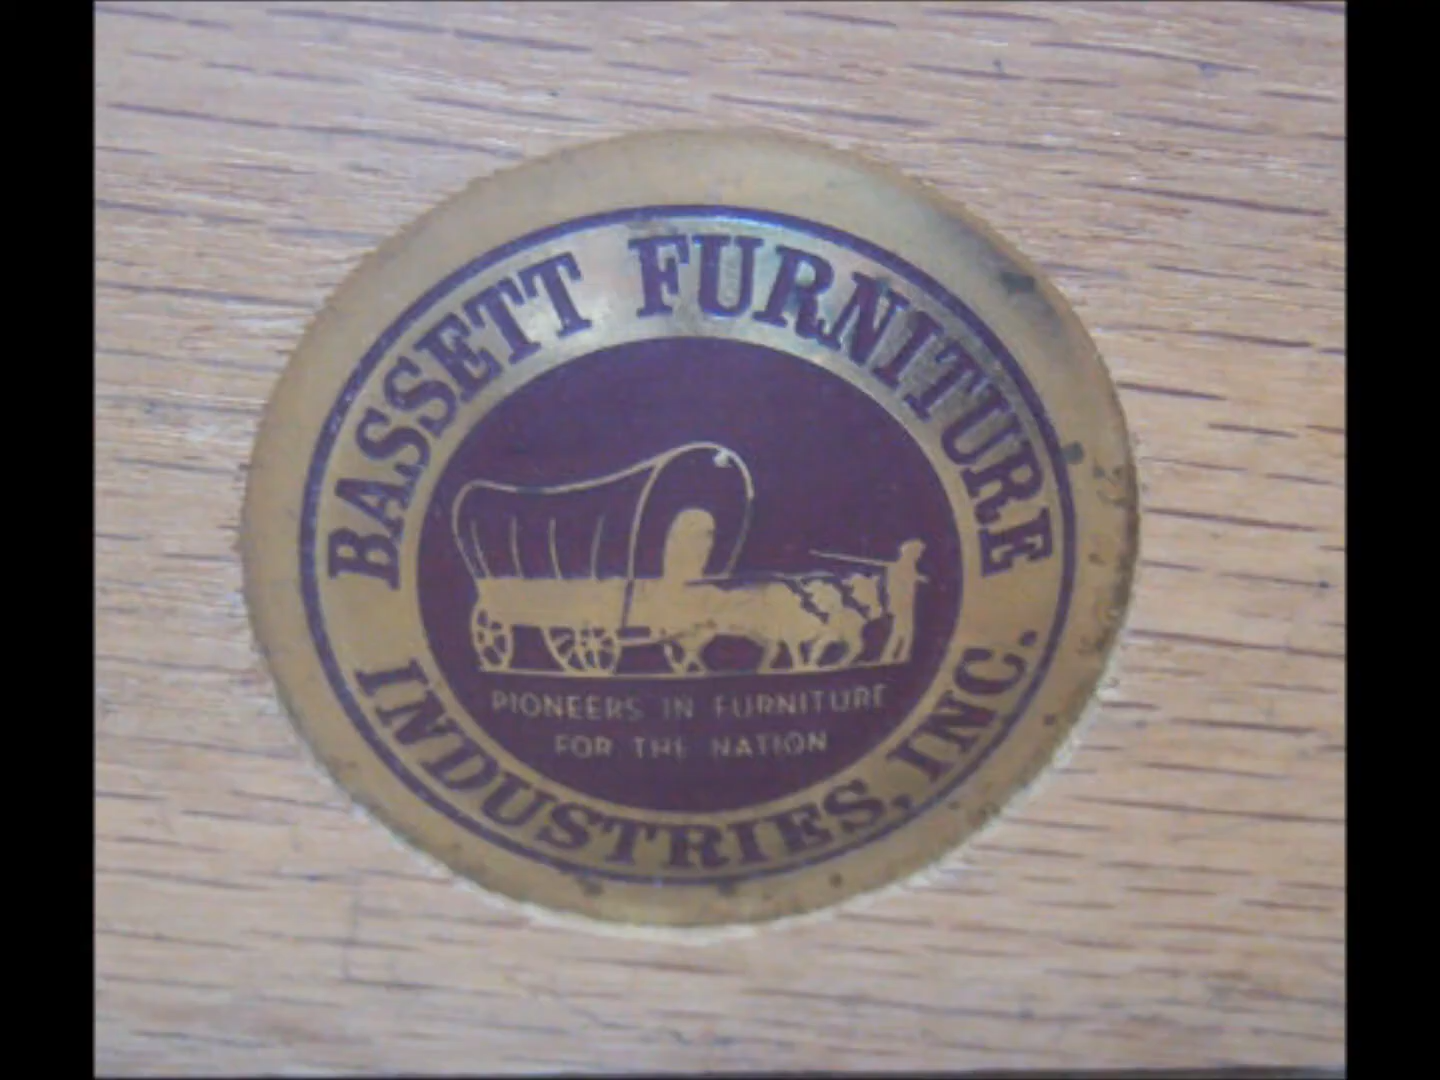 BASSETT FURNITURE
INDUSTRIES, INC.
PIONEERS IN FURNITURE
FOR THE NATION